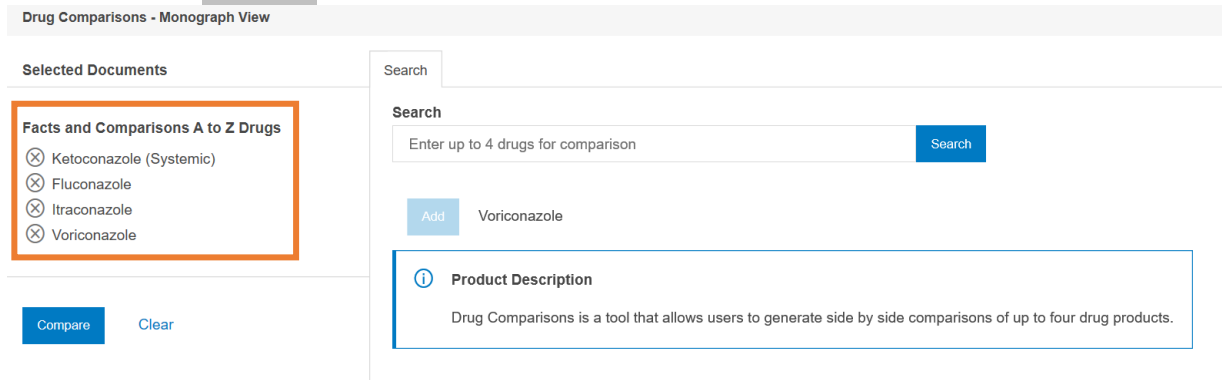 Drug Comparisons - Monograph View
Selected Documents
Facts and Comparisons A to Z Drugs
Ketoconazole (Systemic)
Fluconazole
Itraconazole
Voriconazole
Compare
Clear
Search
Search
Enter up to 4 drugs for comparison
Search
Add
Voriconazole
Product Description
Drug Comparisons is a tool that allows users to generate side by side comparisons of up to four drug products.